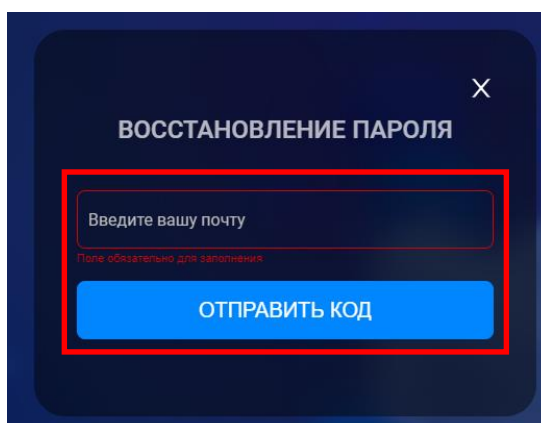 X
ВОССТАНОВЛЕНИЕ ПАРОЛЯ
Введите вашу почту
Поле обязательно для заполнения
ОТПРАВИТЬ КОД